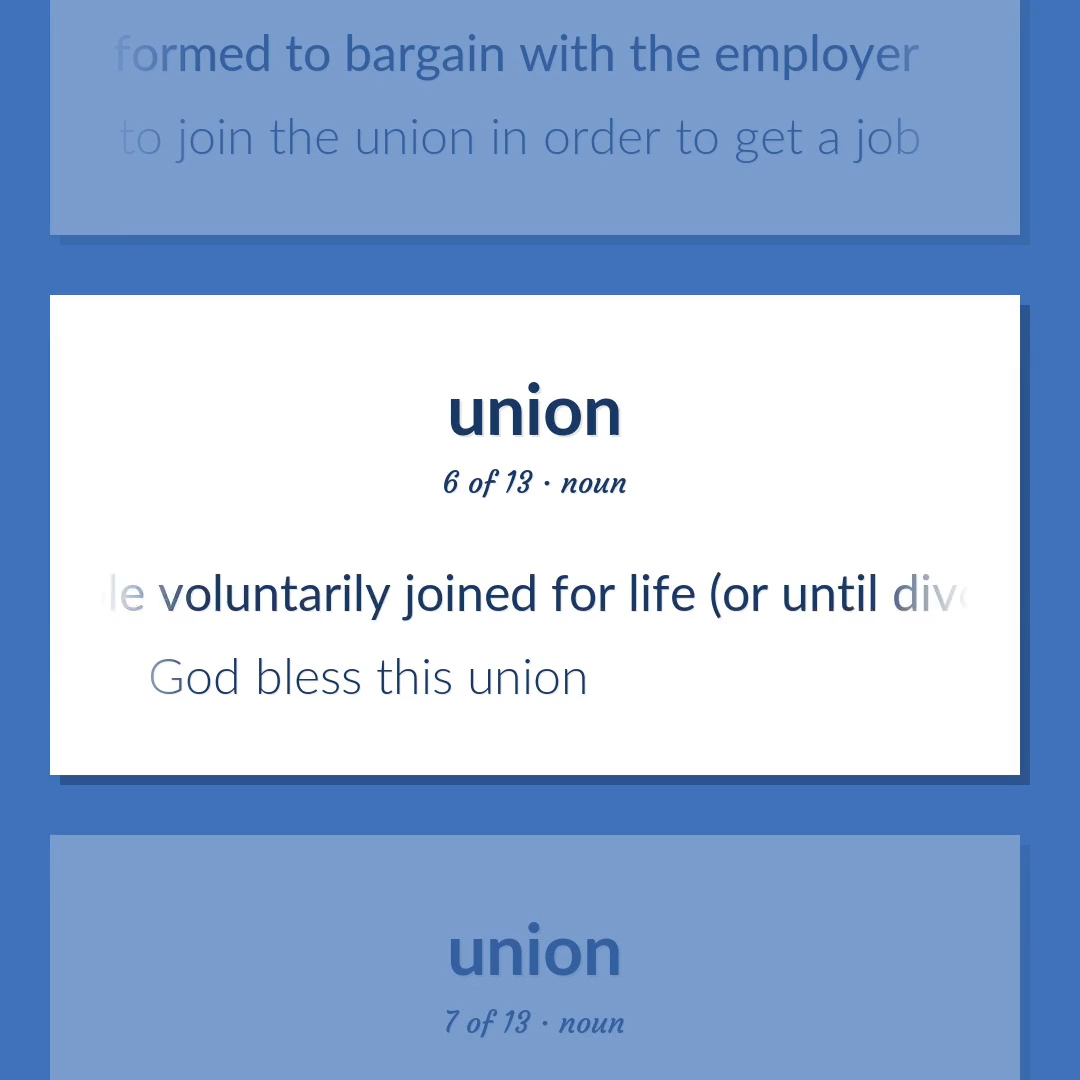 formed to bargain with the employer
to join the union in order to get a job
union
6 of 13 · noun
voluntarily joined for life (or until
God bless this union
union
7 of 13 · noun